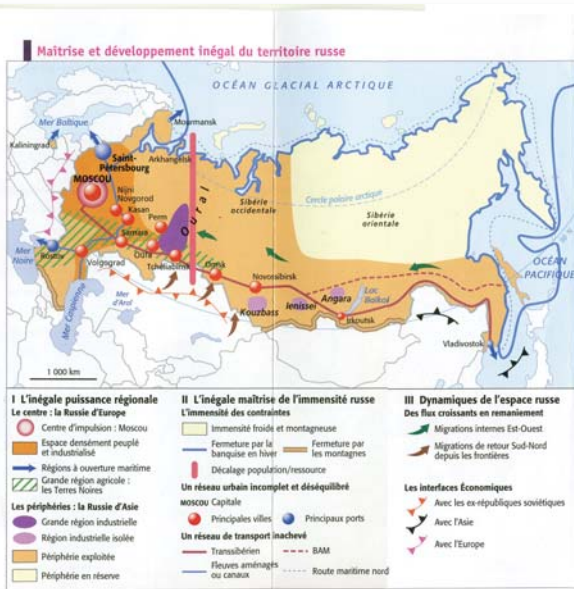 Maîtrise et développement inégal du territoire russe
OCÉAN GLACIAL ARCTIQUE
Mer Baltique
Mourmansk
Kaliningrad
Saint-
Pétersbourg
Arkhangelsk
MOSCOU
Nijni
Novgorod
Kasan
Perm
Oural
Sibérie
occidentale
Cercle polaire arctique
Sibérie
orientale
Samara
Oufa
Tchéliabinsk
Omsk
Mer
Noire
Rostov
Volgograd
Novorsibirsk
OCÉAN
PACIFIQUE
Mer Caspienne
Mer
d'Aral
Kouzbass
Ienissei
Angara
Lac
Baïkol
Irkoutsk
Vladivostok
1 000 km
I L'inégale puissance régionale
Le centre : la Russie d'Europe
Centre d'impulsion : Moscou
Espace densément peuplé
et industrialisé
Régions à ouverture maritime
Grande région agricole :
les Terres Noires
Les périphéries : la Russie d'Asie
Grande région industrielle
Région industrielle isolée
Périphérie exploitée
Périphérie en réserve
II L'inégale maîtrise de l'immensité russe
L'immensité des contraintes
Immensité froide et montagneuse
Fermeture par la
banquise en hiver
Fermeture par
les montagnes
Décalage population/ressource
Un réseau urbain incomplet et déséquilibré
MOSCOU Capitale
Principales villes
Principaux ports
Un réseau de transport inachevé
Transsibérien
BAM
Fleuves aménagés
ou canaux
Route maritime nord
III Dynamiques de l'espace russe
Des flux croissants en remaniement
Migrations internes Est-Ouest
Migrations de retour Sud-Nord
depuis les frontières
Les interfaces Économiques
Avec les ex-républiques soviétiques
Avec l'Asie
Avec l'Europe